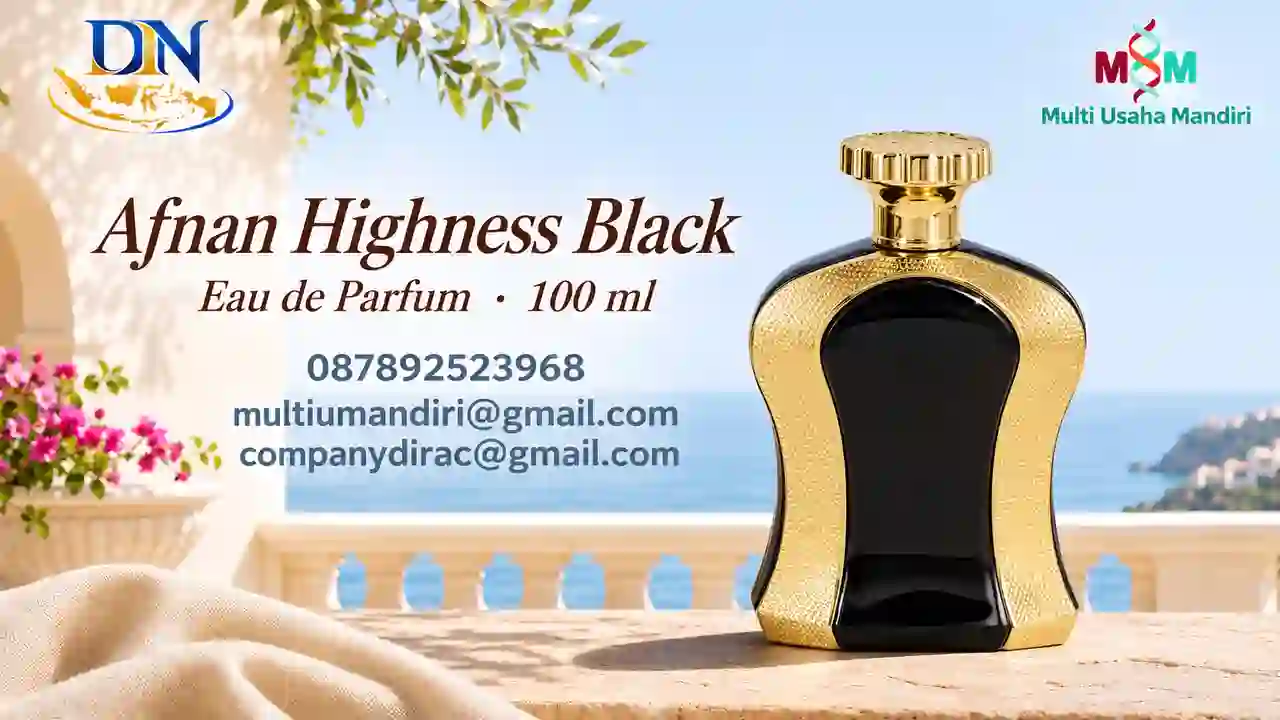 DN
MSM
Multi Usaha Mandiri
Afnan Highness Black
Eau de Parfum • 100 ml
087892523968
multiumandiri@gmail.com
companydirac@gmail.com